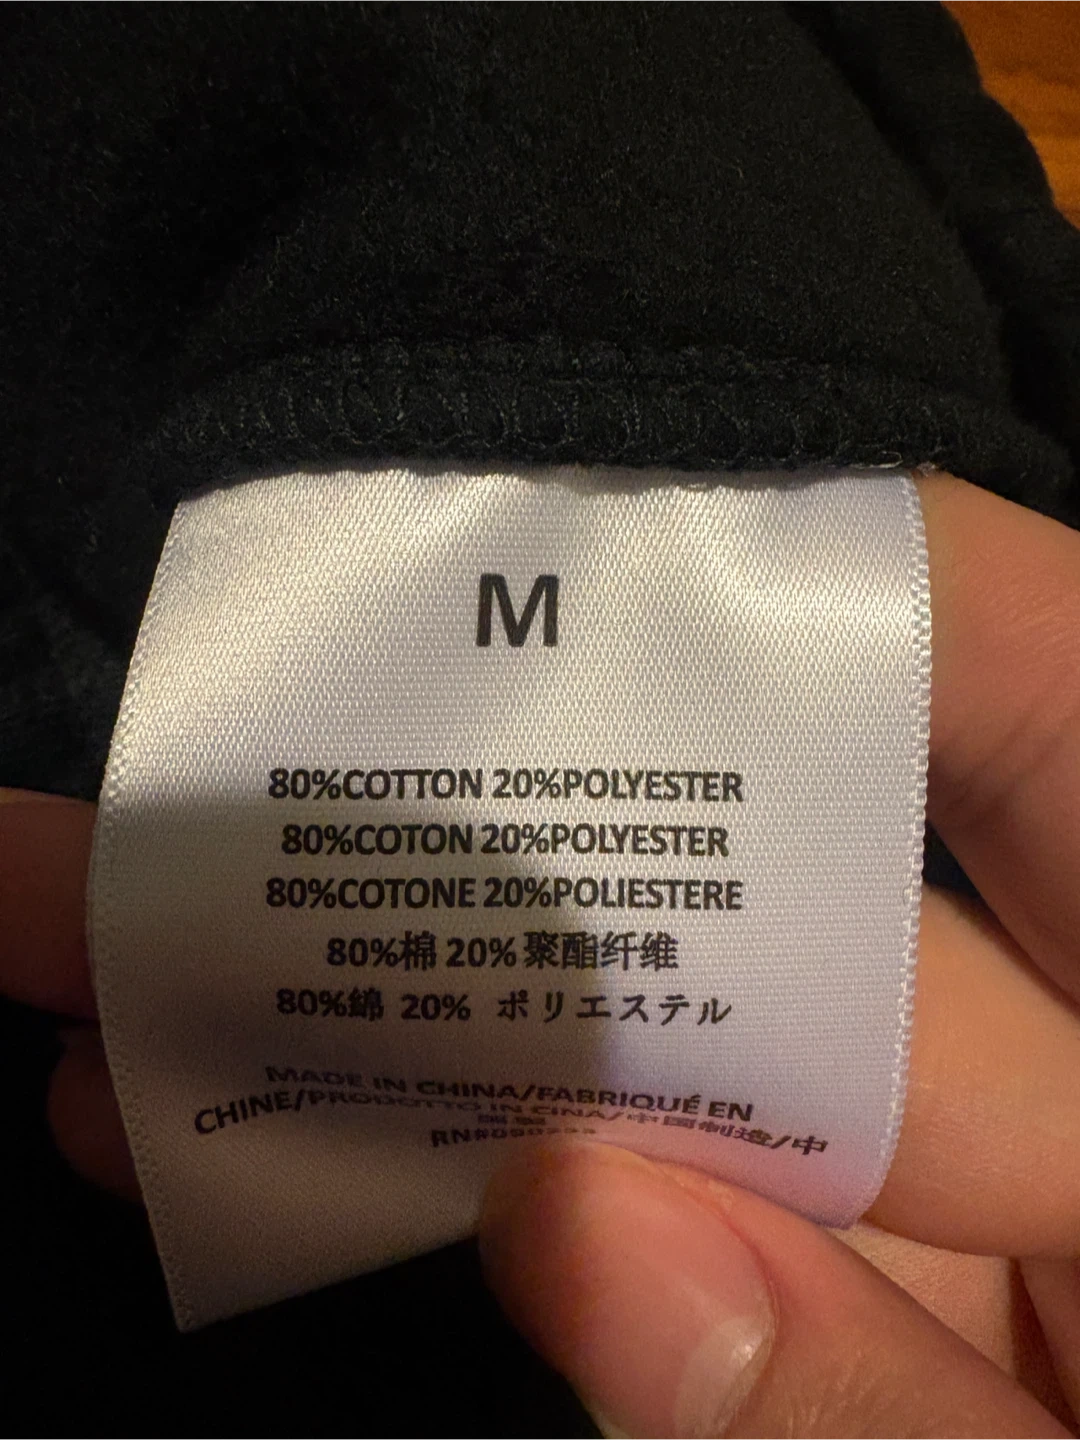 M
80%COTTON 20%POLYESTER
80%COTON 20%POLYESTER
80%COTONE 20%POLIESTERE
80%棉 20%聚酯纤维
80%綿 20% ポリエステル
MADE IN CHINA/FABRIQUÉ EN
CHINE/PRODOTTO IN CINA/中国制造/中